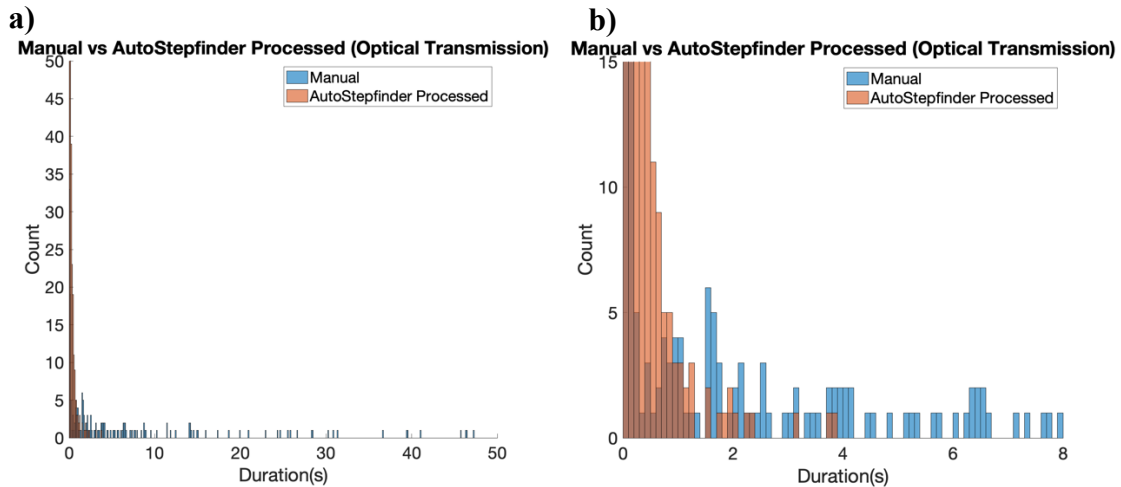 a)
Manual vs AutoStepfinder Processed (Optical Transmission)
50
45
40
35
30
25
20
15
10
5
0
Count
Manual
AutoStepfinder Processed
0 10 20 30 40 50
Duration(s)
b)
Manual vs AutoStepfinder Processed (Optical Transmission)
15
10
5
0
Count
Manual
AutoStepfinder Processed
0 2 4 6 8
Duration(s)